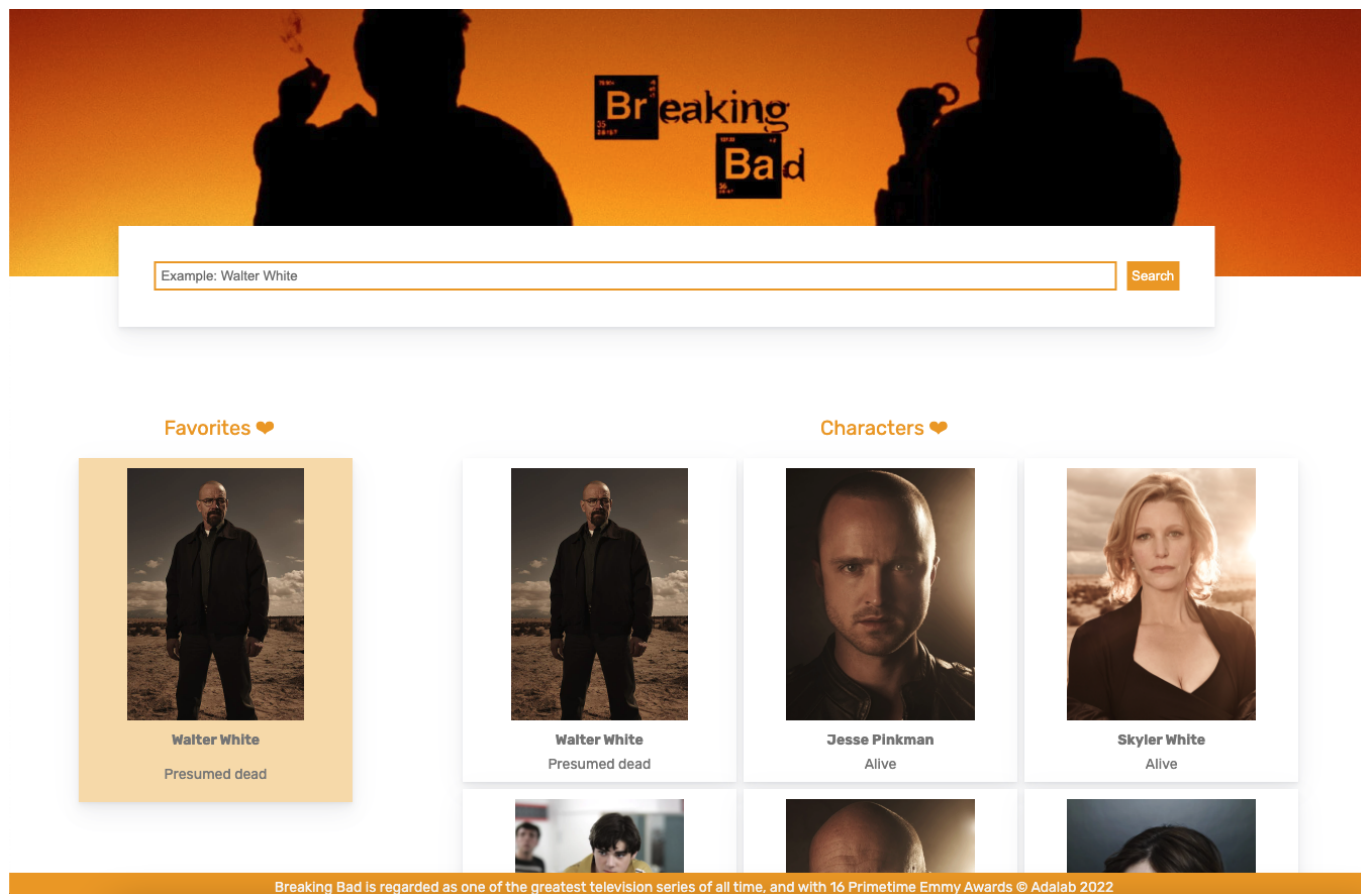 Breaking
Bad
Example: Walter White
Search
Favorites ❤
Characters ❤
Walter White
Presumed dead
Walter White
Presumed dead
Jesse Pinkman
Alive
Skyler White
Alive
Breaking Bad is regarded as one of the greatest television series of all time, and with 16 Primetime Emmy Awards © Adalab 2022